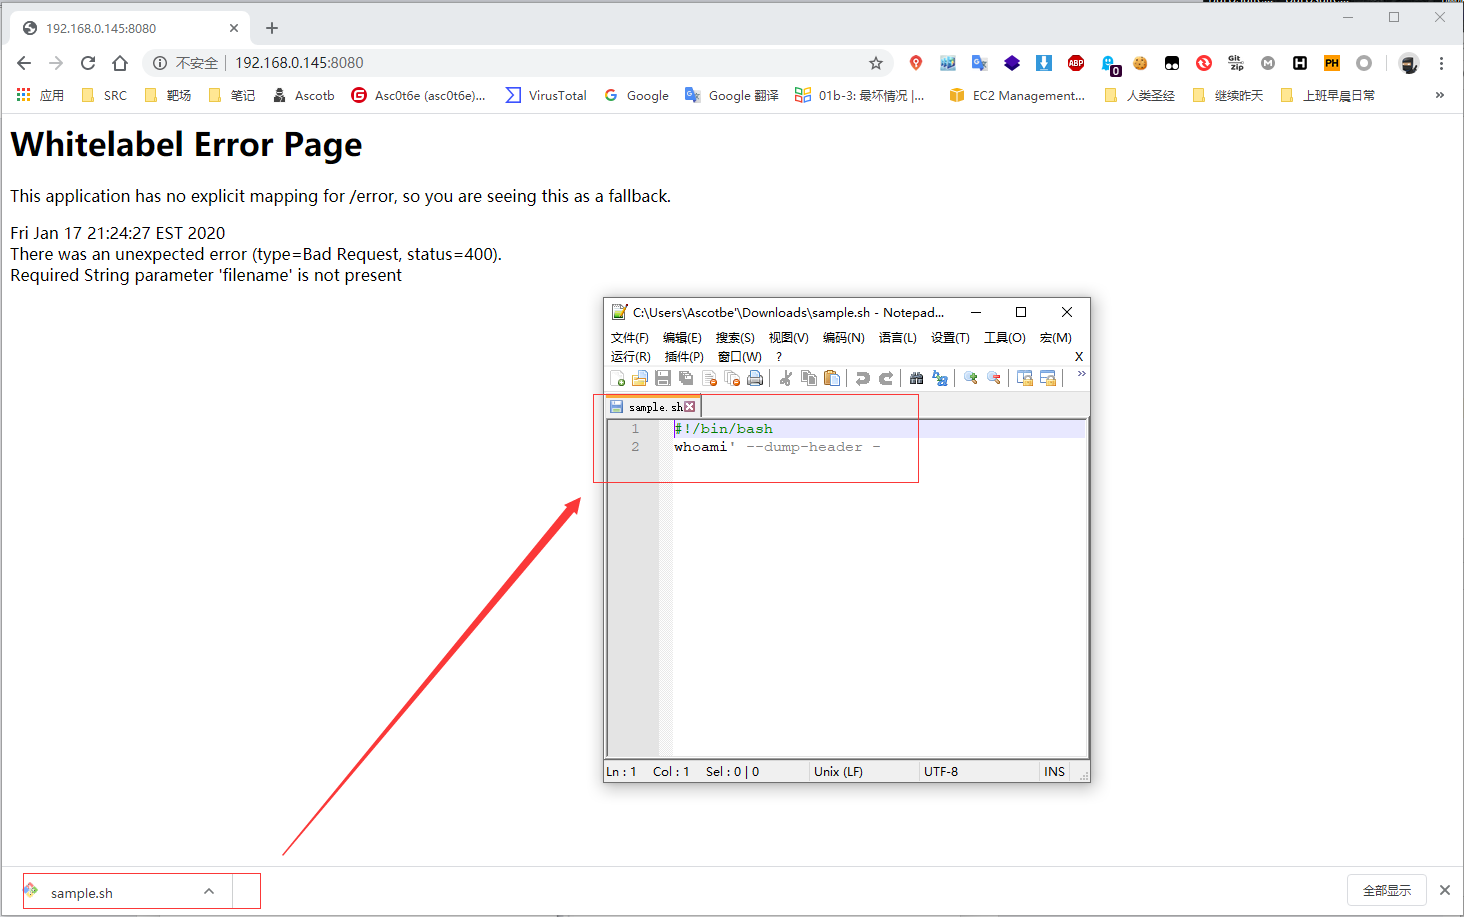 192.168.0.145:8080
不安全 | 192.168.0.145:8080
ABP
0
Git zip
M
H
PH
应用 SRC 靶场 笔记 Ascotb Asc0t6e (asc0t6e)... VirusTotal Google Google 翻译 01b-3: 最坏情况 |... EC2 Management... 人类圣经 继续昨天 上班早晨日常 »
Whitelabel Error Page
This application has no explicit mapping for /error, so you are seeing this as a fallback.
Fri Jan 17 21:24:27 EST 2020
There was an unexpected error (type=Bad Request, status=400).
Required String parameter 'filename' is not present
C:\Users\Ascotbe'\Downloads\sample.sh - Notepad...
文件(F) 编辑(E) 搜索(S) 视图(V) 编码(N) 语言(L) 设置(T) 工具(O) 宏(M)
运行(R) 插件(P) 窗口(W) ? X
sample.sh
1 #!/bin/bash
2 whoami' --dump-header -
Ln : 1 Col : 1 Sel : 0 | 0 Unix (LF) UTF-8 INS
sample.sh
全部显示